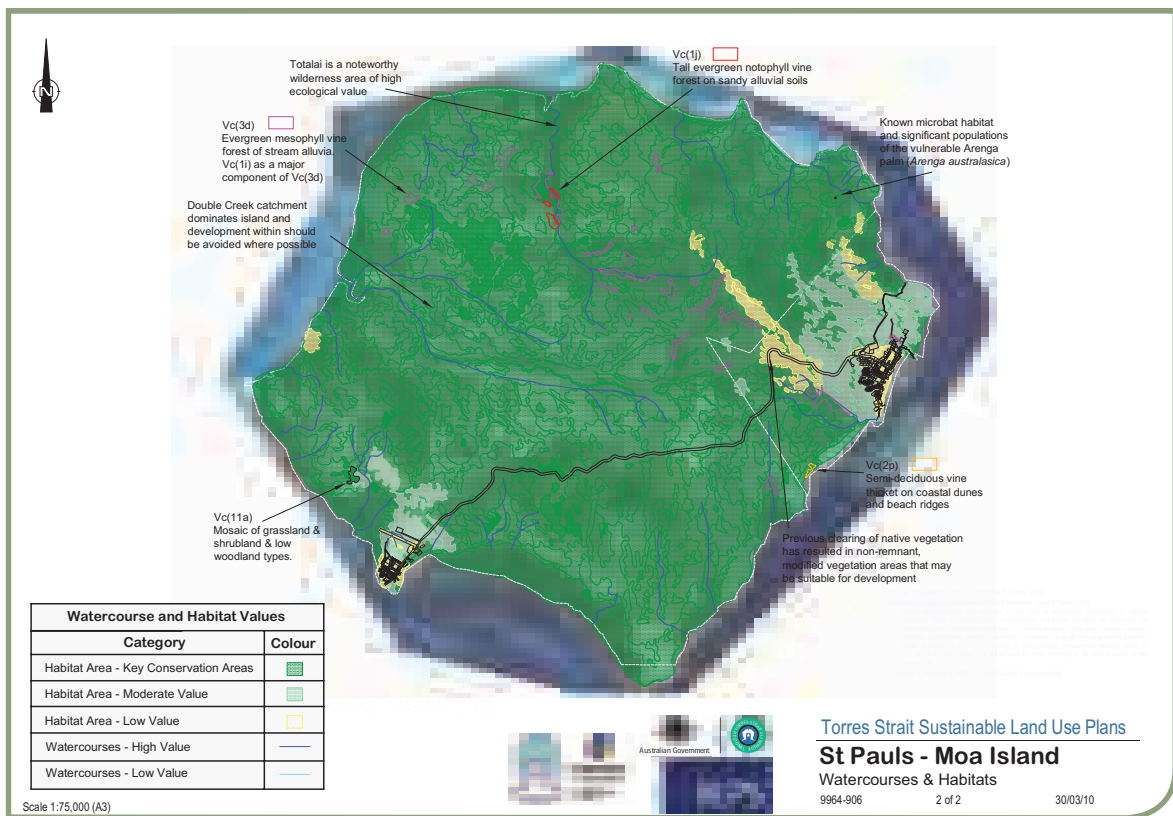 N
Totalai is a noteworthy
wilderness area of high
ecological value
Vc(1j)
Tall evergreen notophyll vine
forest on sandy alluvial soils
Vc(3d)
Evergreen mesophyll vine
forest of stream alluvia.
Vc(1i) as a major
component of Vc(3d)
Known microbat habitat
and significant populations
of the vulnerable Arenga
palm (Arenga australasica)
Double Creek catchment
dominates island and
development within should
be avoided where possible
Vc(2p)
Semi-deciduous vine
thicket on coastal dunes
and beach ridges
Vc(11a)
Mosaic of grassland &
shrubland & low
woodland types.
Previous clearing of native vegetation
has resulted in non-remnant,
modified vegetation areas that may
be suitable for development
Watercourse and Habitat Values
Category Colour
Habitat Area - Key Conservation Areas
Habitat Area - Moderate Value
Habitat Area - Low Value
Watercourses - High Value
Watercourses - Low Value
Scale 1:75,000 (A3)
Australian Government
Torres Strait Sustainable Land Use Plans
St Pauls - Moa Island
Watercourses & Habitats
9964-906 2 of 2 30/03/10